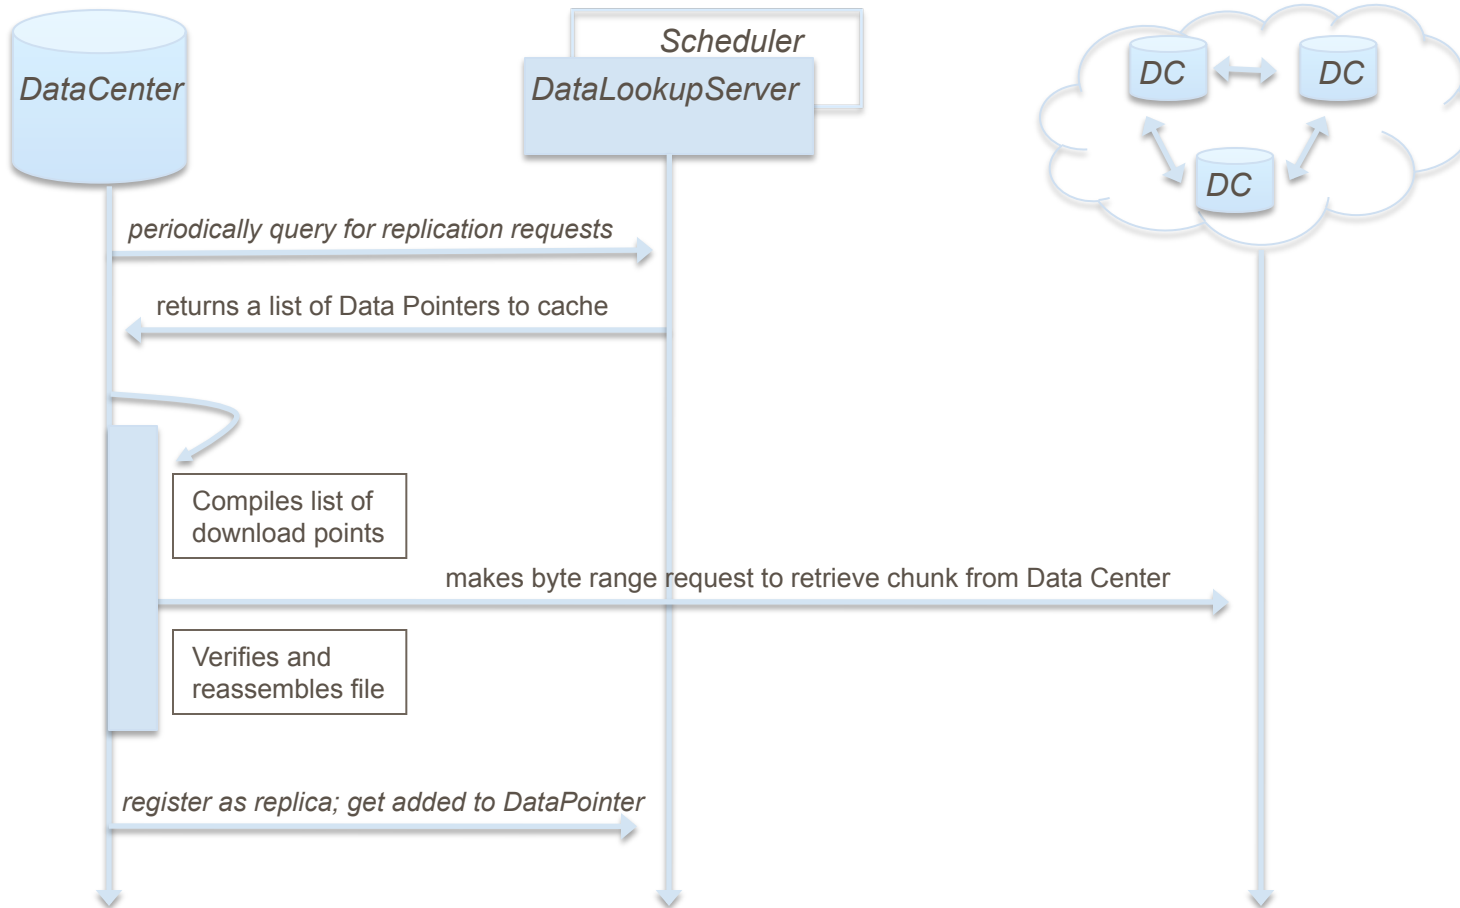 Scheduler
DataCenter
DataLookupServer
DC
DC
DC
periodically query for replication requests
returns a list of Data Pointers to cache
Compiles list of
download points
makes byte range request to retrieve chunk from Data Center
Verifies and
reassembles file
register as replica; get added to DataPointer